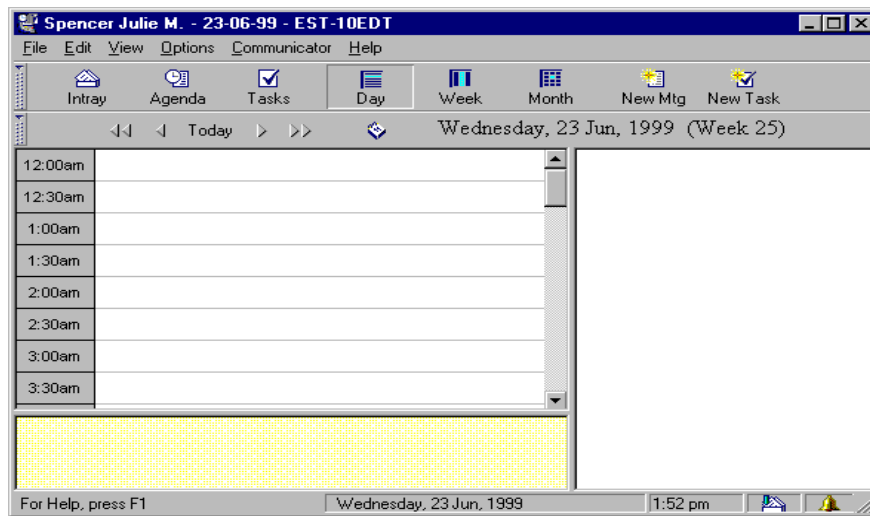 Spencer Julie M. - 23-06-99 - EST-10EDT
File Edit View Options Communicator Help
Intray Agenda Tasks Day Week Month New Mtg New Task
Today Wednesday, 23 Jun, 1999 (Week 25)
12:00am
12:30am
1:00am
1:30am
2:00am
2:30am
3:00am
3:30am
For Help, press F1 Wednesday, 23 Jun, 1999 1:52 pm